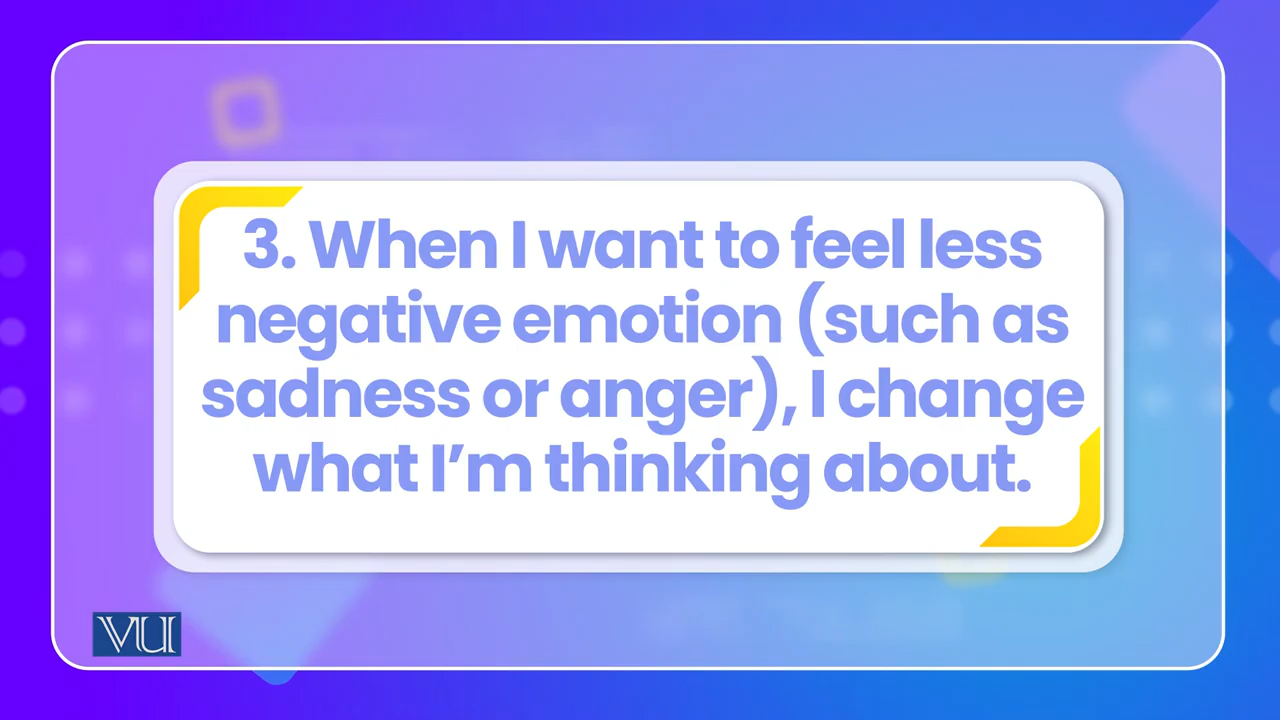 3. When I want to feel less
negative emotion (such as
sadness or anger), I change
what I’m thinking about.
VU